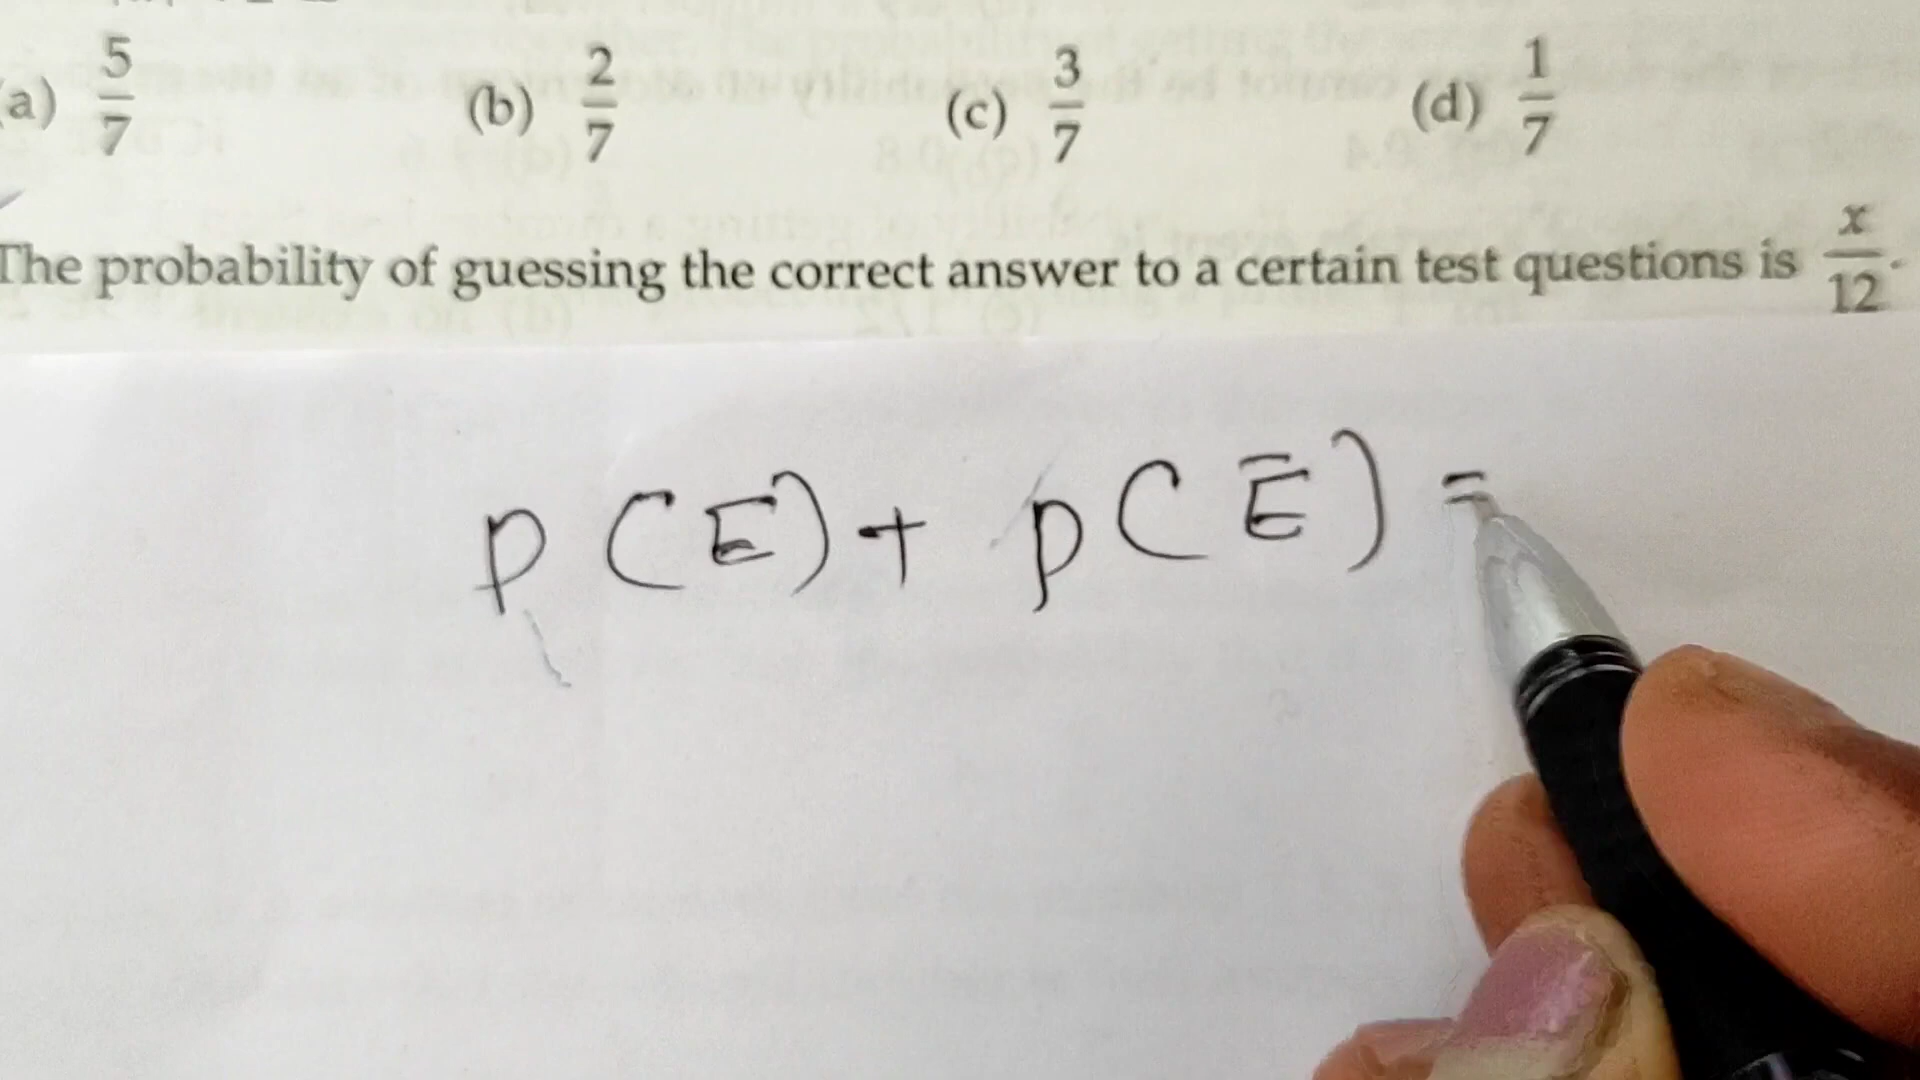 a) 5/7 (b) 2/7 (c) 3/7 (d) 1/7
The probability of guessing the correct answer to a certain test questions is x/12.
P(E) + P(Ē) =